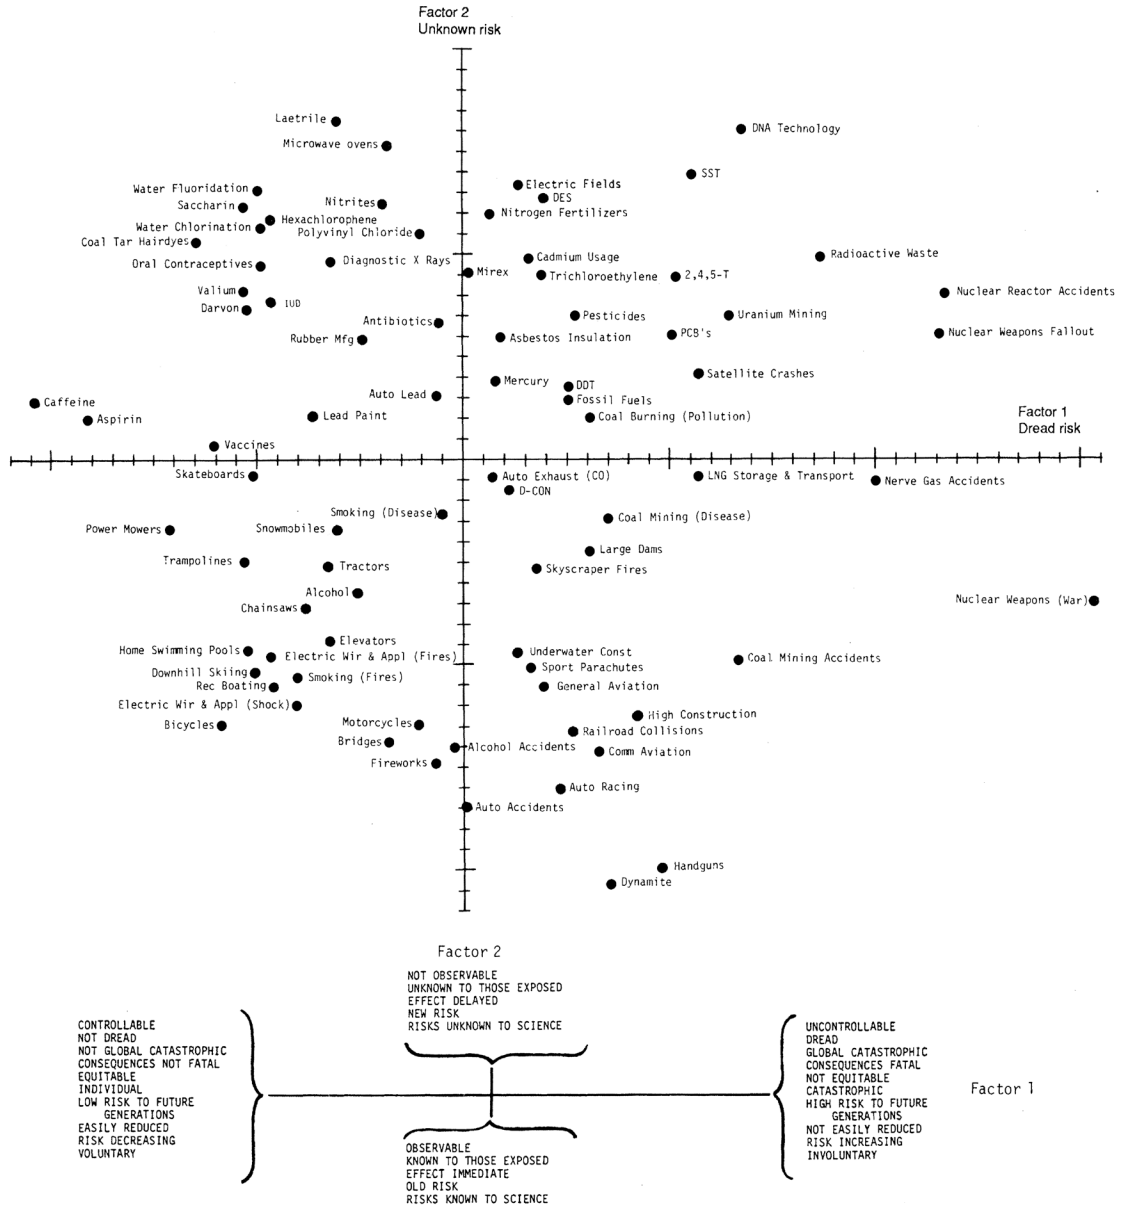 Factor 2
Unknown risk
Laetrile
DNA Technology
Microwave ovens
SST
Electric Fields
Water Fluoridation
DES
Nitrites
Saccharin
Nitrogen Fertilizers
Hexachlorophene
Water Chlorination
Polyvinyl Chloride
Coal Tar Hairdyes
Radioactive Waste
Cadmium Usage
Diagnostic X Rays
Oral Contraceptives
Mirex
Trichloroethylene
2,4,5-T
Valium
Nuclear Reactor Accidents
IUD
Darvon
Pesticides
Uranium Mining
Antibiotics
Nuclear Weapons Fallout
PCB's
Asbestos Insulation
Rubber Mfg
Satellite Crashes
Mercury
DDT
Auto Lead
Fossil Fuels
Caffeine
Factor 1
Dread risk
Lead Paint
Coal Burning (Pollution)
Aspirin
Vaccines
Skateboards
Auto Exhaust (CO)
LNG Storage & Transport
Nerve Gas Accidents
D-CON
Smoking (Disease)
Coal Mining (Disease)
Power Mowers
Snowmobiles
Large Dams
Trampolines
Tractors
Skyscraper Fires
Alcohol
Nuclear Weapons (War)
Chainsaws
Elevators
Home Swimming Pools
Underwater Const
Electric Wir & Appl (Fires)
Coal Mining Accidents
Sport Parachutes
Downhill Skiing
Smoking (Fires)
Rec Boating
General Aviation
Electric Wir & Appl (Shock)
High Construction
Bicycles
Motorcycles
Railroad Collisions
Bridges
Alcohol Accidents
Comm Aviation
Fireworks
Auto Racing
Auto Accidents
Handguns
Dynamite
Factor 2
NOT OBSERVABLE
UNKNOWN TO THOSE EXPOSED
EFFECT DELAYED
NEW RISK
RISKS UNKNOWN TO SCIENCE
CONTROLLABLE
NOT DREAD
NOT GLOBAL CATASTROPHIC
CONSEQUENCES NOT FATAL
EQUITABLE
INDIVIDUAL
LOW RISK TO FUTURE
GENERATIONS
EASILY REDUCED
RISK DECREASING
VOLUNTARY
UNCONTROLLABLE
DREAD
GLOBAL CATASTROPHIC
CONSEQUENCES FATAL
NOT EQUITABLE
CATASTROPHIC
HIGH RISK TO FUTURE
GENERATIONS
NOT EASILY REDUCED
RISK INCREASING
INVOLUNTARY
Factor 1
OBSERVABLE
KNOWN TO THOSE EXPOSED
EFFECT IMMEDIATE
OLD RISK
RISKS KNOWN TO SCIENCE